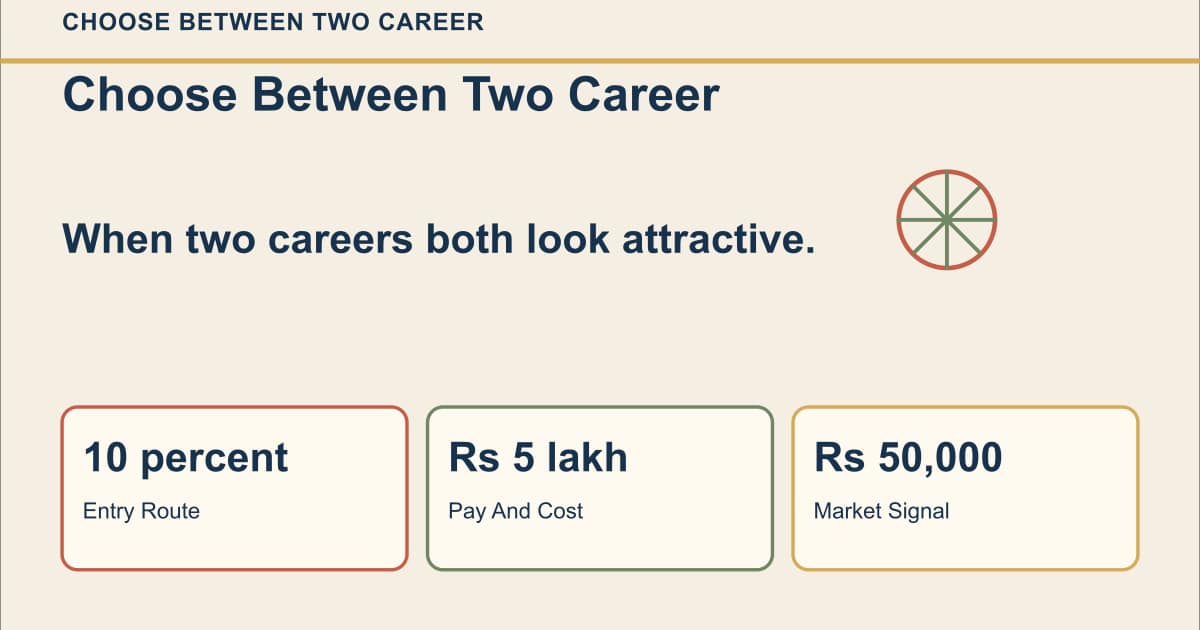 CHOOSE BETWEEN TWO CAREER
Choose Between Two Career
When two careers both look attractive.
10 percent
Entry Route
Rs 5 lakh
Pay And Cost
Rs 50,000
Market Signal